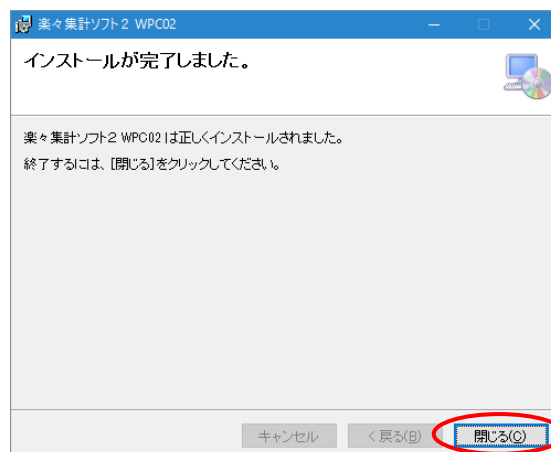 楽々集計ソフト2 WPC02
インストールが完了しました。
楽々集計ソフト2 WPC02 は正しくインストールされました。
終了するには、[閉じる]をクリックしてください。
キャンセル
< 戻る(B)
閉じる(C)